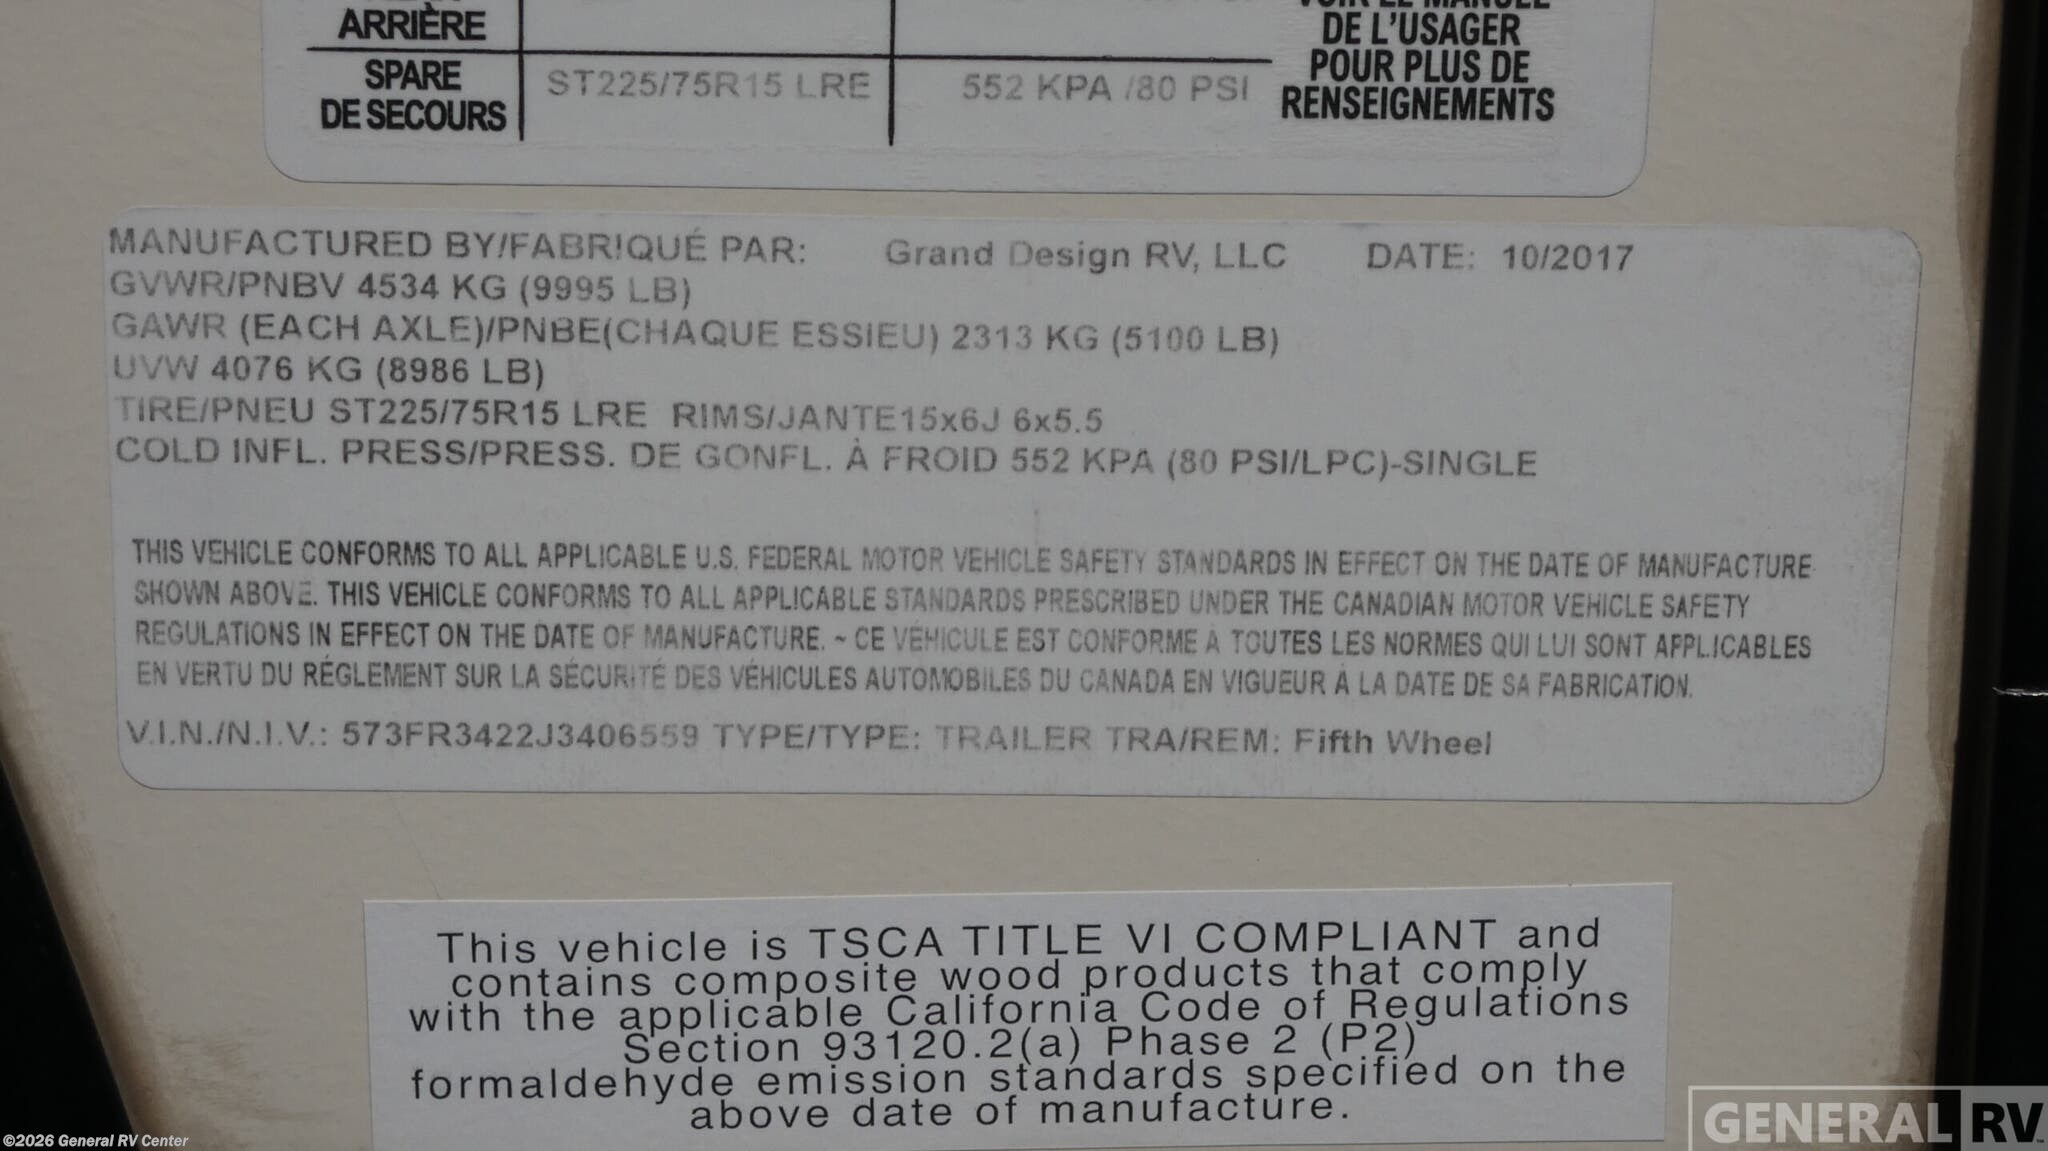 ARRIÈRE
SPARE
DE SECOURS
ST225/75R15 LRE
552 KPA /80 PSI
VOIR LE MANUEL
DE L'USAGER
POUR PLUS DE
RENSEIGNEMENTS
MANUFACTURED BY/FABRIQUÉ PAR: Grand Design RV, LLC DATE: 10/2017
GVWR/PNBV 4534 KG (9995 LB)
GAWR (EACH AXLE)/PNBE(CHAQUE ESSIEU) 2313 KG (5100 LB)
UVW 4076 KG (8986 LB)
TIRE/PNEU ST225/75R15 LRE RIMS/JANTE15x6J 6x5.5
COLD INFL. PRESS/PRESS. DE GONFL. À FROID 552 KPA (80 PSI/LPC)-SINGLE
THIS VEHICLE CONFORMS TO ALL APPLICABLE U.S. FEDERAL MOTOR VEHICLE SAFETY STANDARDS IN EFFECT ON THE DATE OF MANUFACTURE
SHOWN ABOVE. THIS VEHICLE CONFORMS TO ALL APPLICABLE STANDARDS PRESCRIBED UNDER THE CANADIAN MOTOR VEHICLE SAFETY
REGULATIONS IN EFFECT ON THE DATE OF MANUFACTURE. ~ CE VÉHICULE EST CONFORME À TOUTES LES NORMES QUI LUI SONT APPLICABLES
EN VERTU DU RÉGLEMENT SUR LA SÉCURITÉ DES VÉHICULES AUTOMOBILES DU CANADA EN VIGUEUR À LA DATE DE SA FABRICATION.
V.I.N./N.I.V.: 573FR3422J3406559 TYPE/TYPE: TRAILER TRA/REM: Fifth Wheel
This vehicle is TSCA TITLE VI COMPLIANT and
contains composite wood products that comply
with the applicable California Code of Regulations
Section 93120.2(a) Phase 2 (P2)
formaldehyde emission standards specified on the
above date of manufacture.
©2026 General RV Center
GENERAL RV